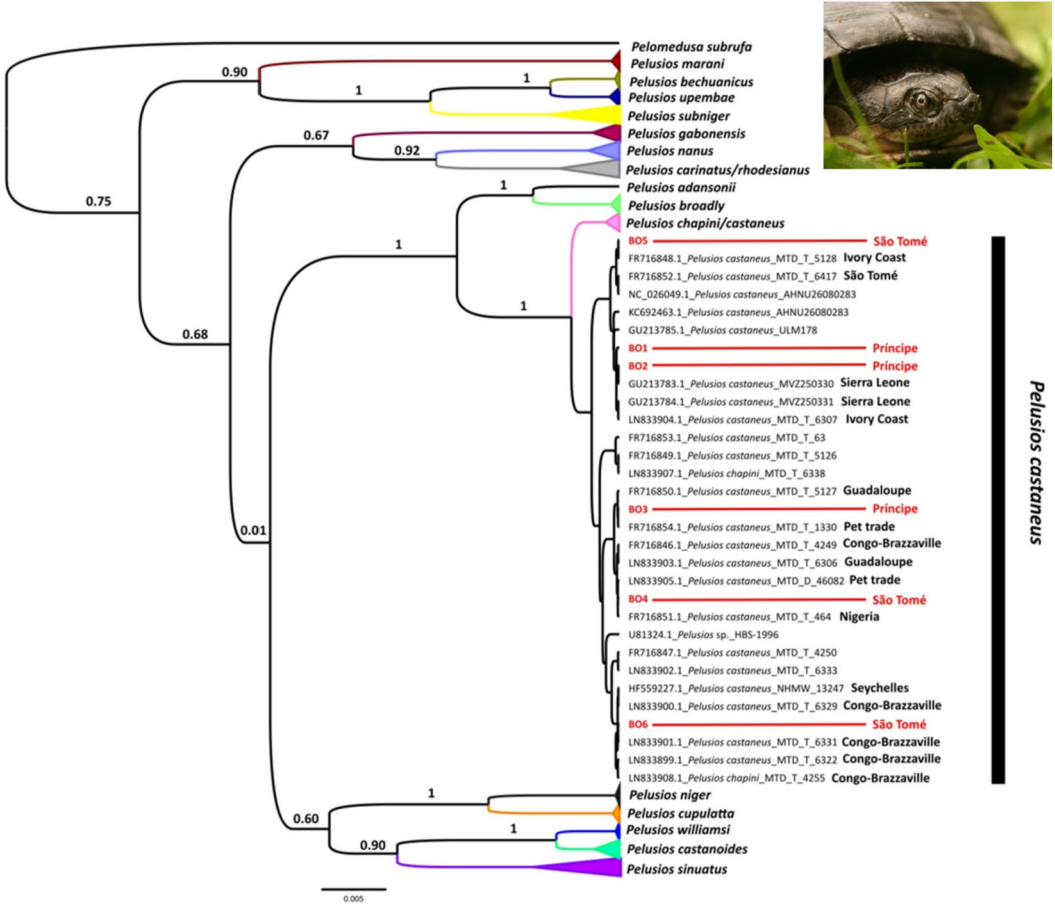 Pelomedusa subrufa
0.90
Pelusios marani
1
Pelusios bechuanicus
1
Pelusios upembae
Pelusios subniger
0.67
Pelusios gabonensis
0.92
Pelusios nanus
Pelusios carinatus/rhodesianus
0.75
1
Pelusios adansonii
Pelusios broadly
Pelusios chapini/castaneus
1
BO5 São Tomé
FR716848.1_Pelusios castaneus_MTD_T_5128 Ivory Coast
FR716852.1_Pelusios castaneus_MTD_T_6417 São Tomé
NC_026049.1_Pelusios castaneus_AHNU26080283
1
KC692463.1_Pelusios castaneus_AHNU26080283
GU213785.1_Pelusios castaneus_ULM178
0.68
BO1 Príncipe
BO2 Príncipe
GU213783.1_Pelusios castaneus_MVZ250330 Sierra Leone
GU213784.1_Pelusios castaneus_MVZ250331 Sierra Leone
LN833904.1_Pelusios castaneus_MTD_T_6307 Ivory Coast
FR716853.1_Pelusios castaneus_MTD_T_63
FR716849.1_Pelusios castaneus_MTD_T_5126
LN833907.1_Pelusios chapini_MTD_T_6338
FR716850.1_Pelusios castaneus_MTD_T_5127 Guadaloupe
BO3 Príncipe
FR716854.1_Pelusios castaneus_MTD_T_1330 Pet trade
0.01
FR716846.1_Pelusios castaneus_MTD_T_4249 Congo-Brazzaville
LN833903.1_Pelusios castaneus_MTD_T_6306 Guadaloupe
LN833905.1_Pelusios castaneus_MTD_D_46082 Pet trade
BO4 São Tomé
FR716851.1_Pelusios castaneus_MTD_T_464 Nigeria
U81324.1_Pelusios sp._HBS-1996
FR716847.1_Pelusios castaneus_MTD_T_4250
LN833902.1_Pelusios castaneus_MTD_T_6333
HF559227.1_Pelusios castaneus_NHMW_13247 Seychelles
LN833900.1_Pelusios castaneus_MTD_T_6329 Congo-Brazzaville
BO6 São Tomé
LN833901.1_Pelusios castaneus_MTD_T_6331 Congo-Brazzaville
LN833899.1_Pelusios castaneus_MTD_T_6322 Congo-Brazzaville
LN833908.1_Pelusios chapini_MTD_T_4255 Congo-Brazzaville
Pelusios castaneus
1
Pelusios niger
Pelusios cupulatta
0.60
1
Pelusios williamsi
0.90
Pelusios castanoides
Pelusios sinuatus
0.005